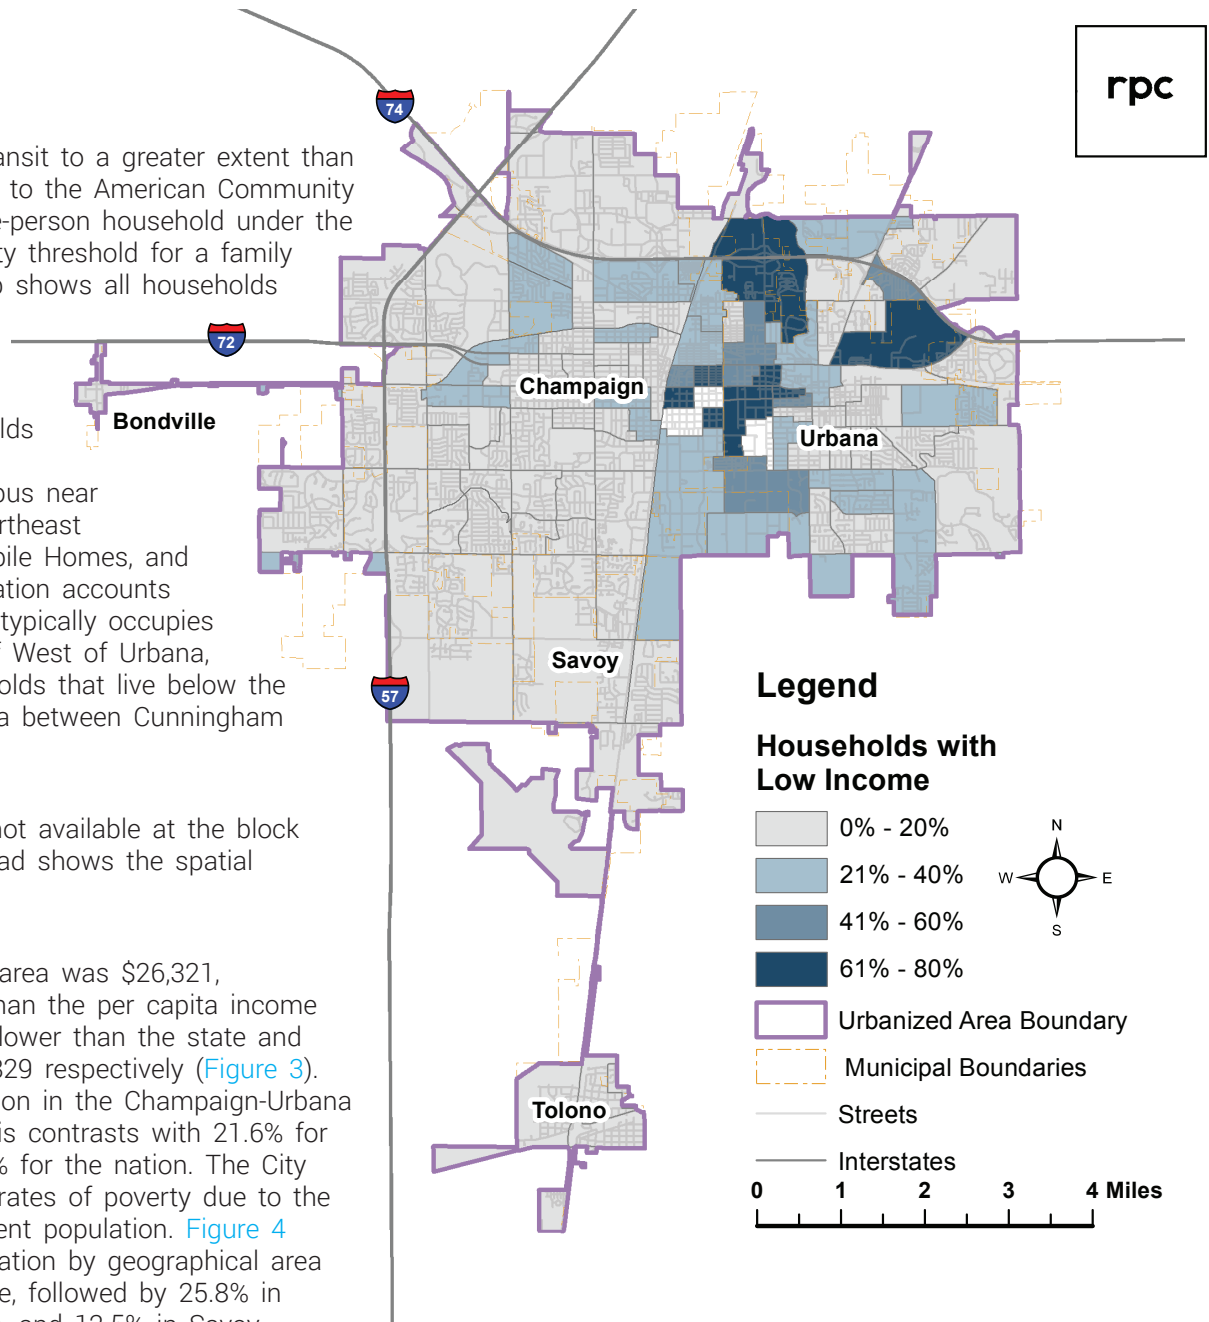 74
rpc
ansit to a greater extent than
to the American Community
e-person household under the
ty threshold for a family
shows all households
72
Champaign
Bondville
Urbana
lds
ous near
rtheast
bile Homes, and
ation accounts
typically occupies
f West of Urbana,
olds that live below the
a between Cunningham
Savoy
57
not available at the block
ad shows the spatial
area was $26,321,
han the per capita income
lower than the state and
329 respectively (Figure 3).
on in the Champaign-Urbana
is contrasts with 21.6% for
% for the nation. The City
rates of poverty due to the
ent population. Figure 4
ation by geographical area
e, followed by 25.8% in
and 12.5% in Savoy
Tolono
Legend
Households with
Low Income
0% - 20%
21% - 40%
41% - 60%
61% - 80%
Urbanized Area Boundary
Municipal Boundaries
Streets
Interstates
N
W E
S
0 1 2 3 4 Miles